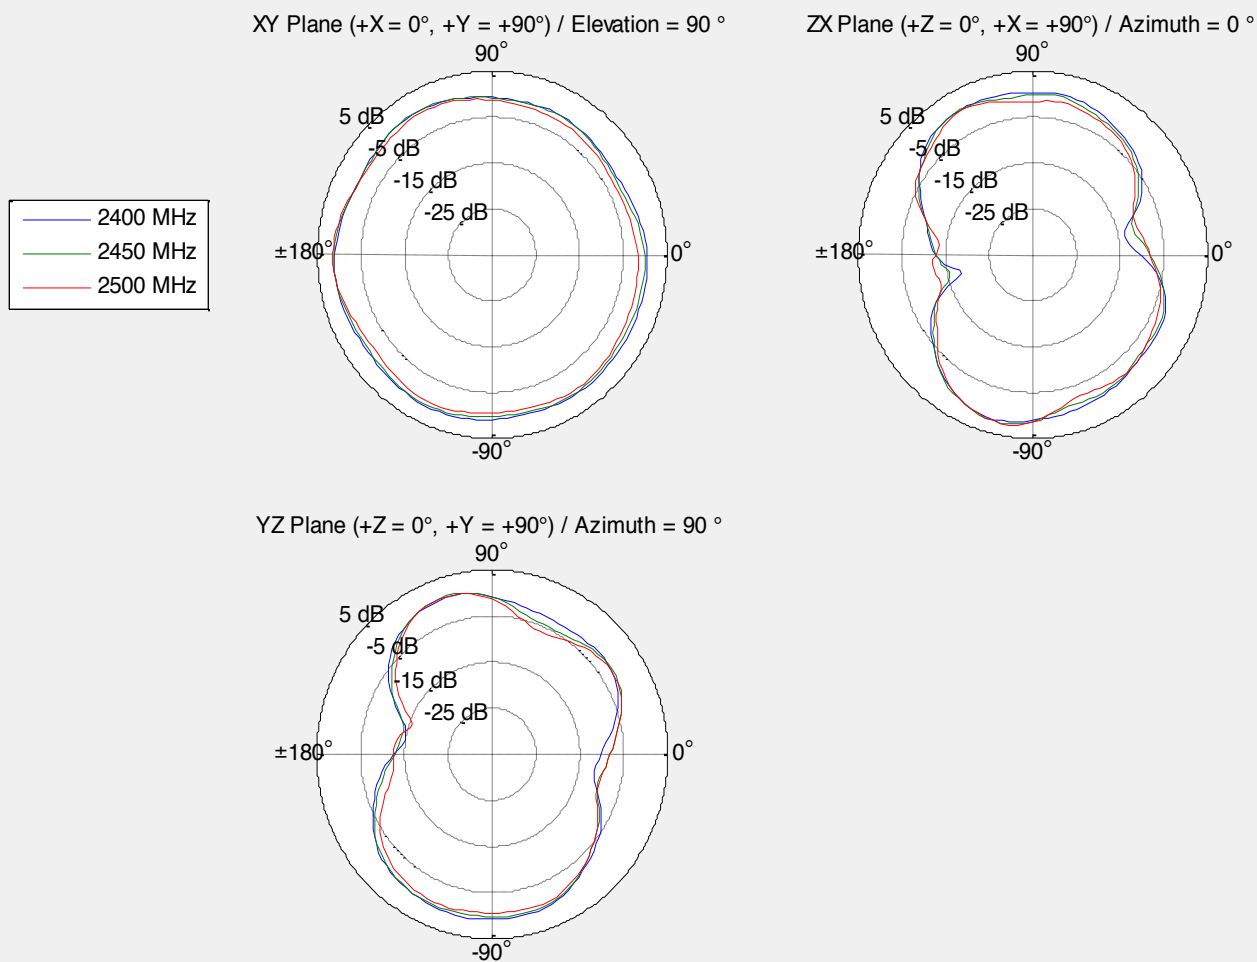 XY Plane (+X = 0°, +Y = +90°) / Elevation = 90 °
90°
5 dB
-5 dB
-15 dB
-25 dB
±180°
0°
-90°
ZX Plane (+Z = 0°, +X = +90°) / Azimuth = 0 °
90°
5 dB
-5 dB
-15 dB
-25 dB
±180°
0°
-90°
2400 MHz
2450 MHz
2500 MHz
YZ Plane (+Z = 0°, +Y = +90°) / Azimuth = 90 °
90°
5 dB
-5 dB
-15 dB
-25 dB
±180°
0°
-90°